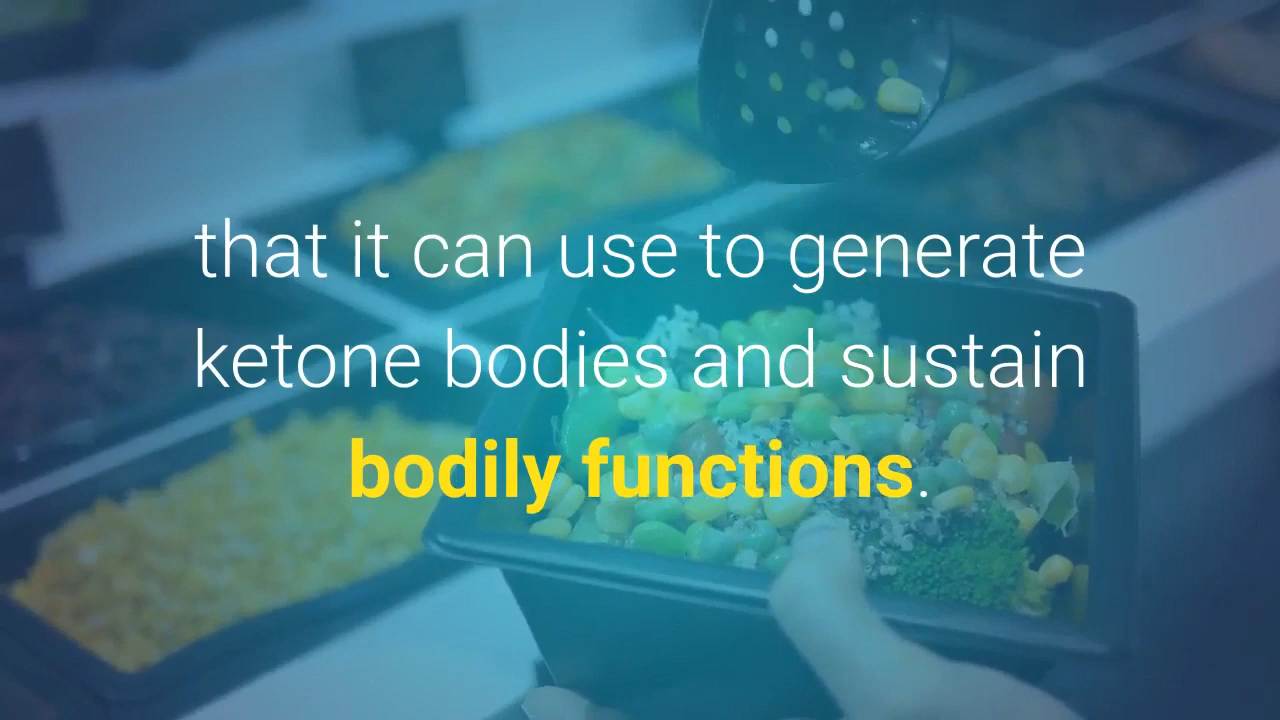 that it can use to generate
ketone bodies and sustain
bodily functions.